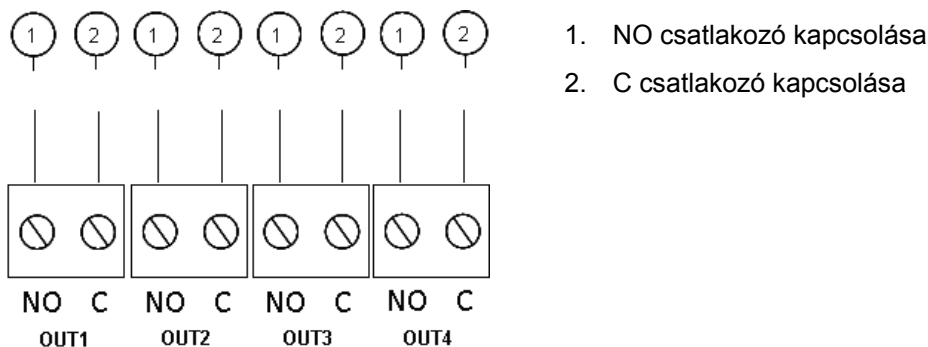 1 2 1 2 1 2 1 2
1. NO csatlakozó kapcsolása
2. C csatlakozó kapcsolása
NO C NO C NO C NO C
OUT1 OUT2 OUT3 OUT4